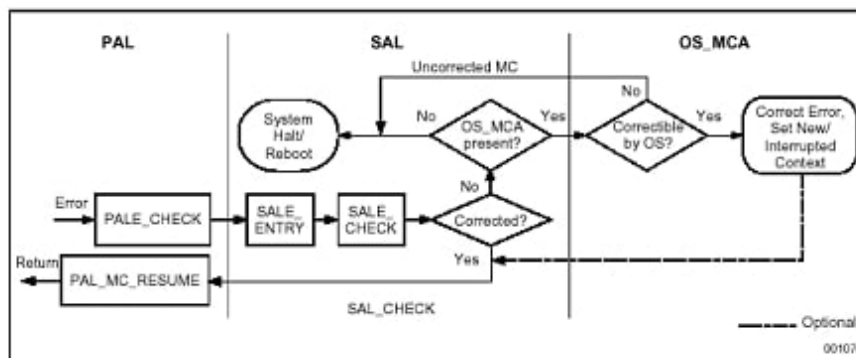 PAL
SAL
OS_MCA
Uncorrected MC
No
System
Halt/
Reboot
No
OS_MCA
present?
Yes
Correctible
by OS?
Yes
Correct Error,
Set New/
Interrupted
Context
No
Error
PALE_CHECK
SALE_
ENTRY
SALE_
CHECK
Corrected?
Return
PAL_MC_RESUME
Yes
SAL_CHECK
Optional
00107